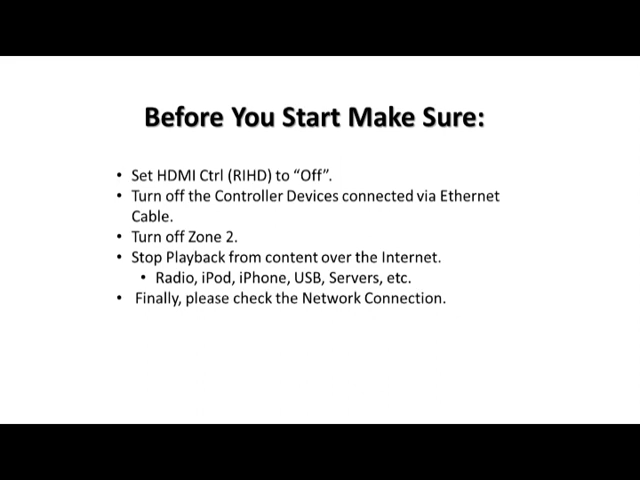 Before You Start Make Sure:
• Set HDMI Ctrl (RIHD) to “Off”.
• Turn off the Controller Devices connected via Ethernet
Cable.
• Turn off Zone 2.
• Stop Playback from content over the Internet.
• Radio, iPod, iPhone, USB, Servers, etc.
• Finally, please check the Network Connection.